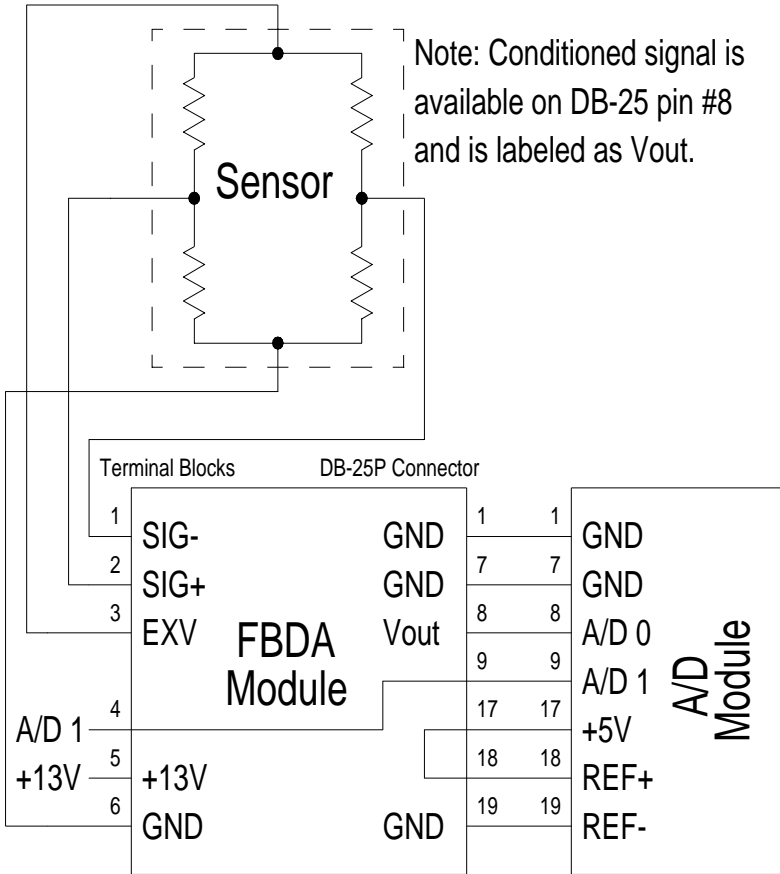 Note: Conditioned signal is
available on DB-25 pin #8
and is labeled as Vout.
Sensor
Terminal Blocks
DB-25P Connector
1 SIG- GND 1 1 GND
2 SIG+ GND 7 7 GND
3 EXV Vout 8 8 A/D 0
FBDA
Module
9 9 A/D 1
A/D
Module
A/D 1 4 17 17 +5V
+13V 5 +13V 18 18 REF+
6 GND GND 19 19 REF-